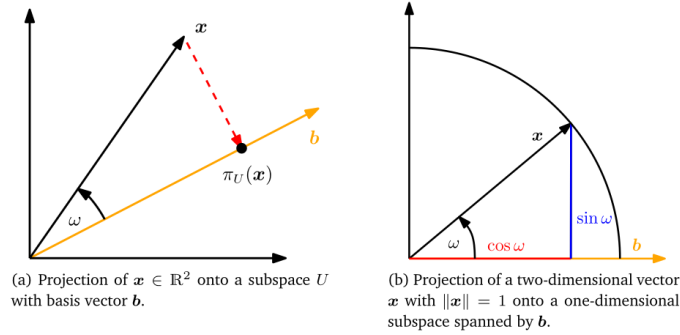 x
b
π_U(x)
ω
(a) Projection of x ∈ ℝ² onto a subspace U
with basis vector b.
x
sin ω
ω
cos ω
b
(b) Projection of a two-dimensional vector
x with ‖x‖ = 1 onto a one-dimensional
subspace spanned by b.